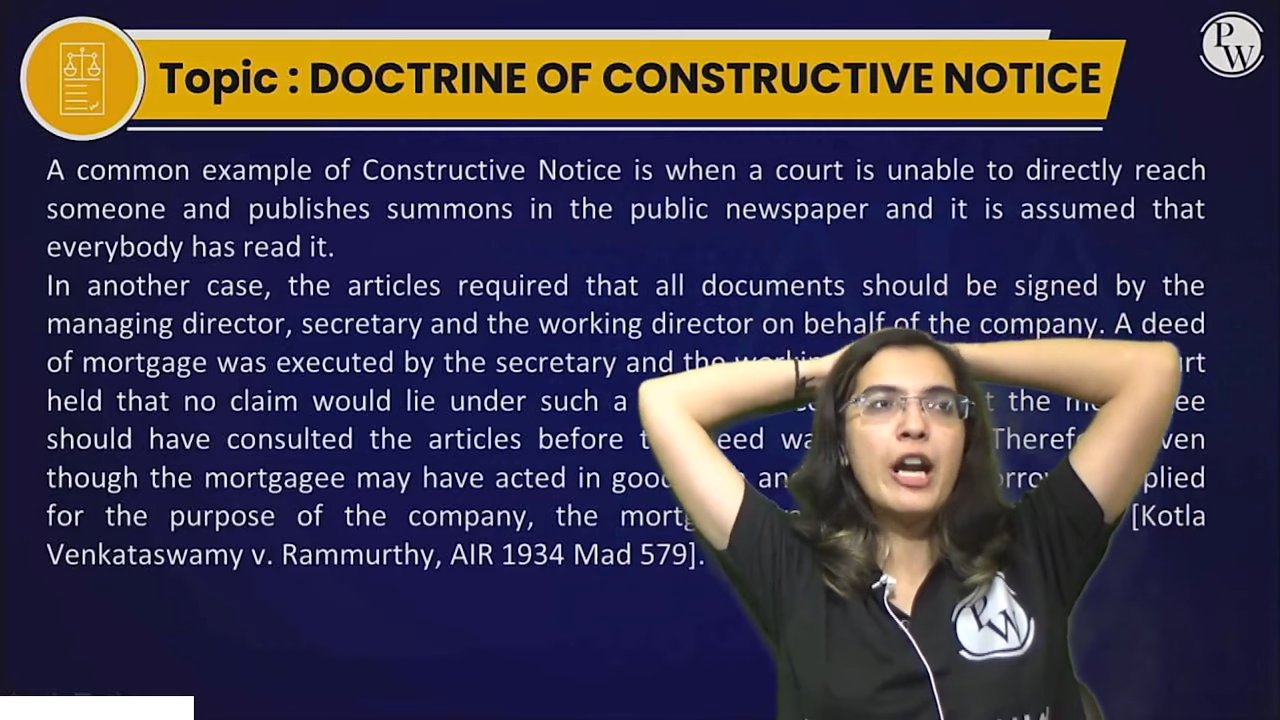 PW
Topic : DOCTRINE OF CONSTRUCTIVE NOTICE
A common example of Constructive Notice is when a court is unable to directly reach
someone and publishes summons in the public newspaper and it is assumed that
everybody has read it.
In another case, the articles required that all documents should be signed by the
managing director, secretary and the working director on behalf of the company. A deed
of mortgage was executed by the secretary and the
held that no claim would lie under such a the
should have consulted the articles before
though the mortgagee may have acted in
for the purpose of the company, the [Kotla
Venkataswamy v. Rammurthy, AIR 1934 Mad 579].
PW